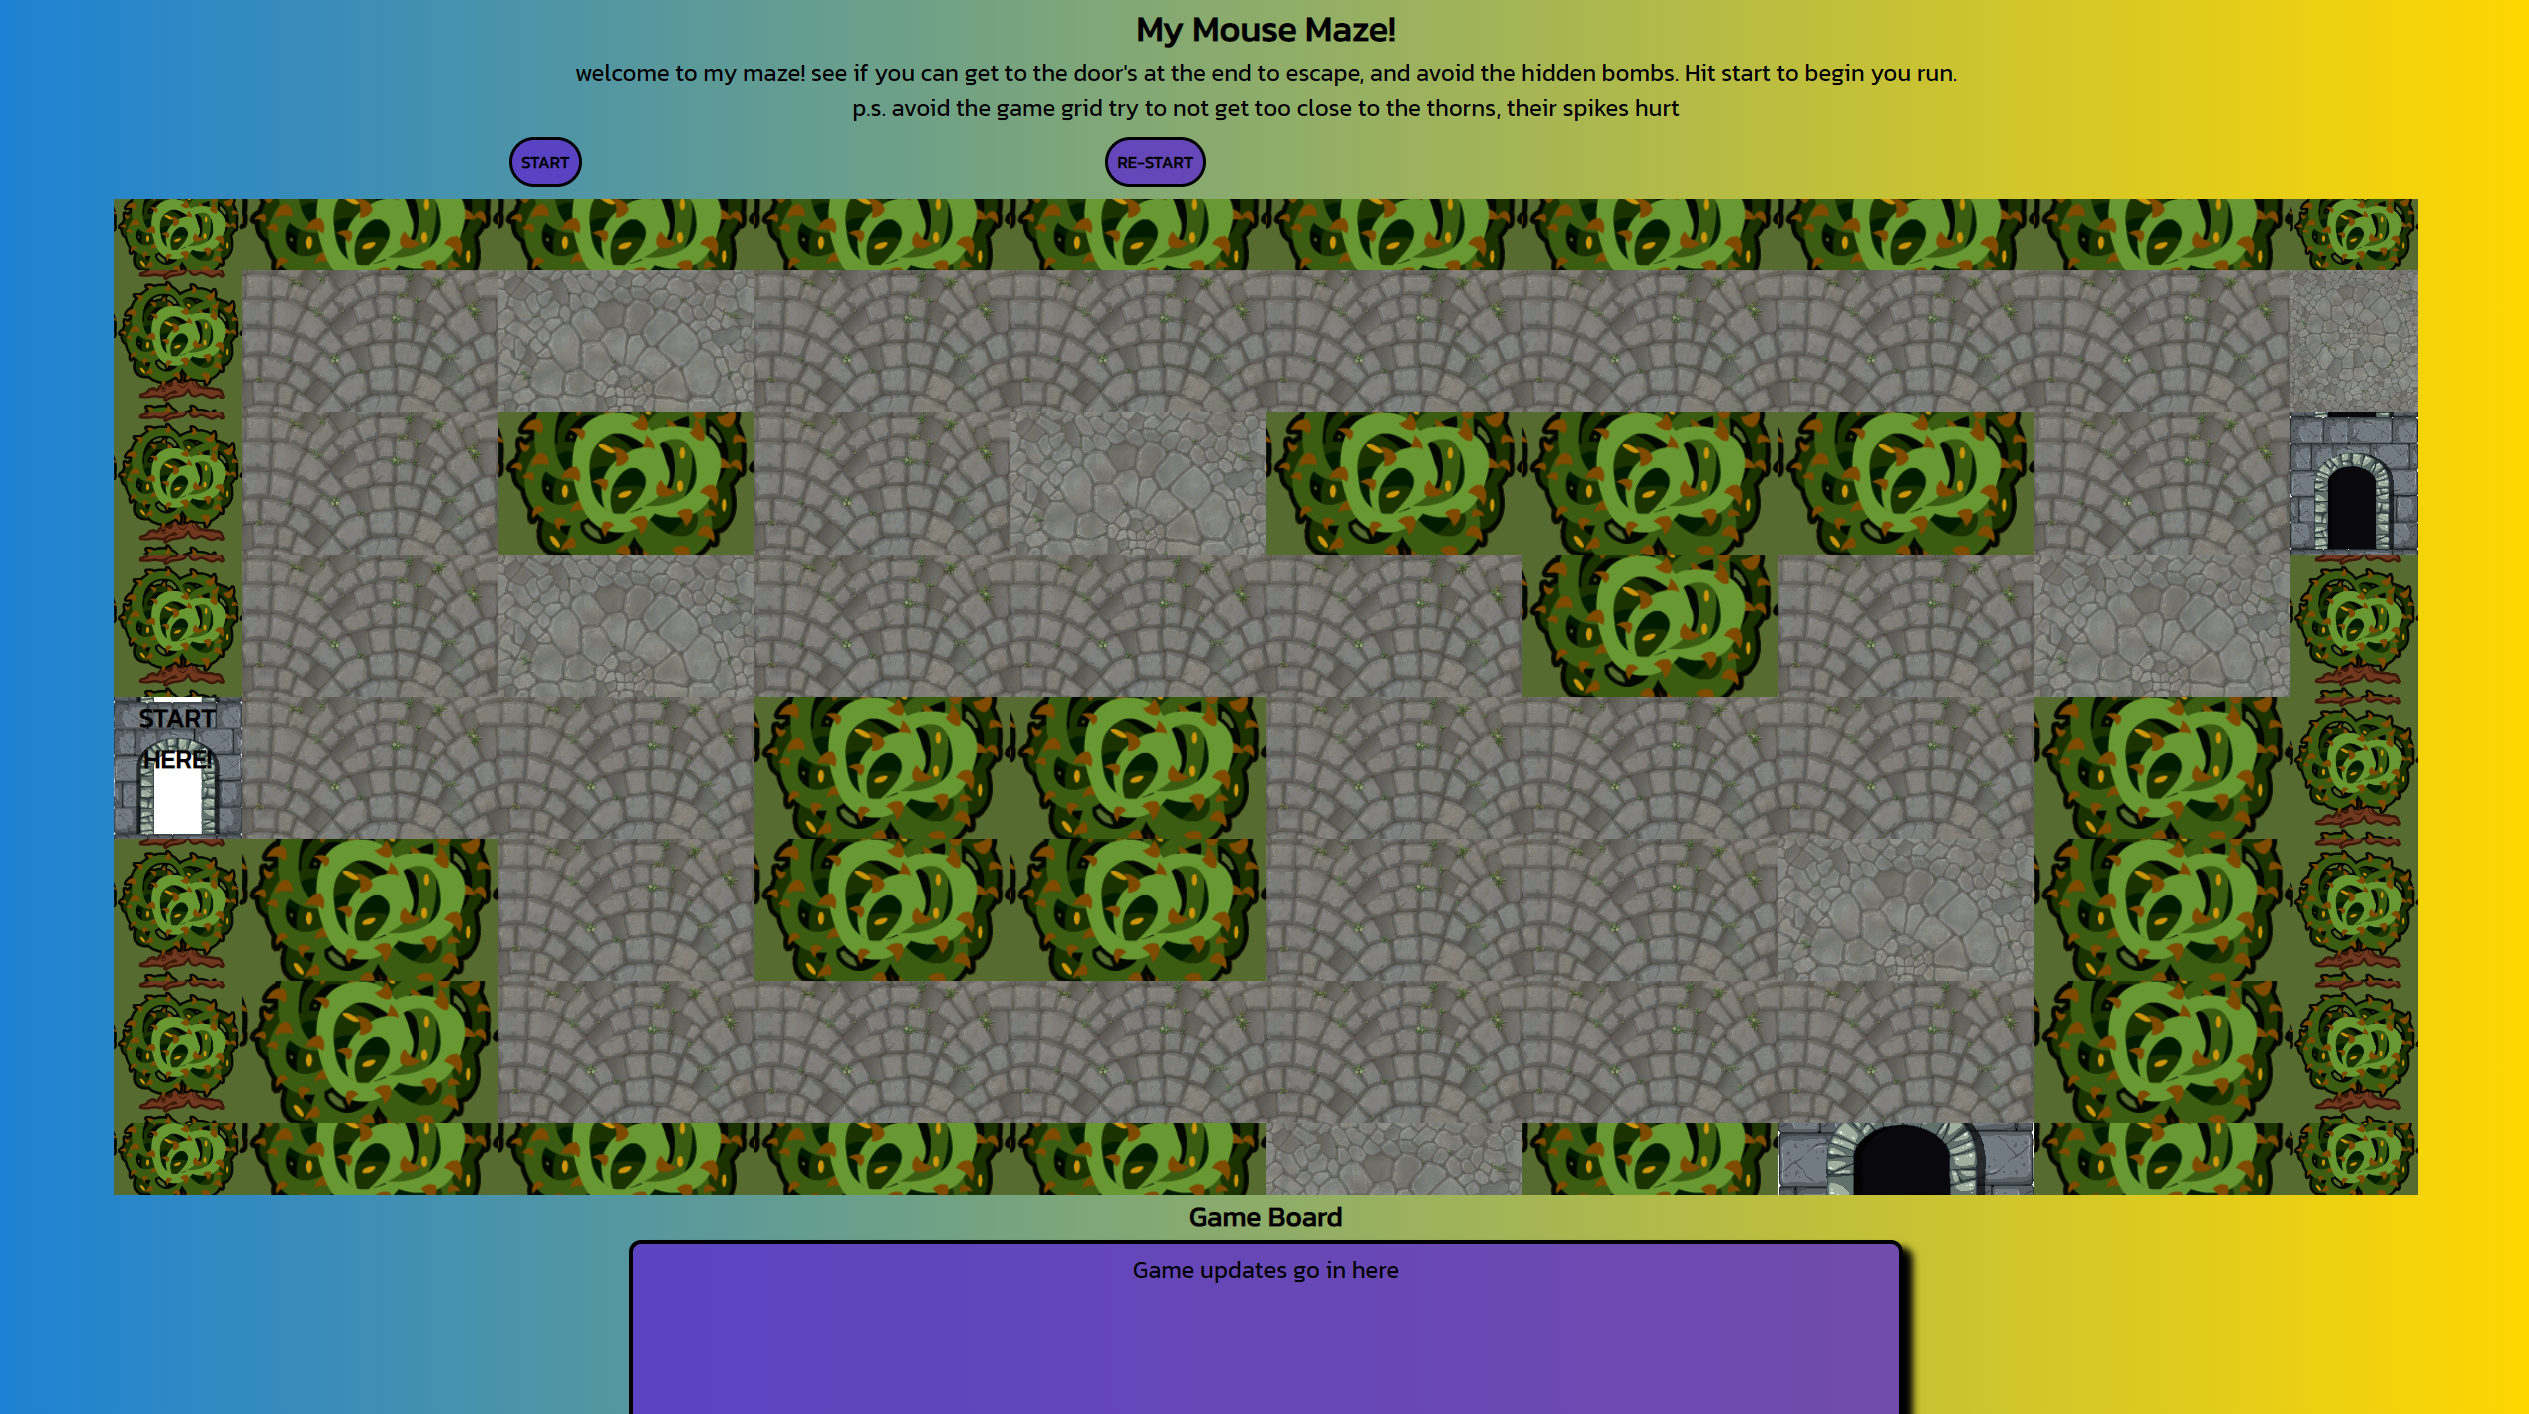 My Mouse Maze!
welcome to my maze! see if you can get to the door's at the end to escape, and avoid the hidden bombs. Hit start to begin you run.
p.s. avoid the game grid try to not get too close to the thorns, their spikes hurt
START
RE-START
START
HERE!
Game Board
Game updates go in here